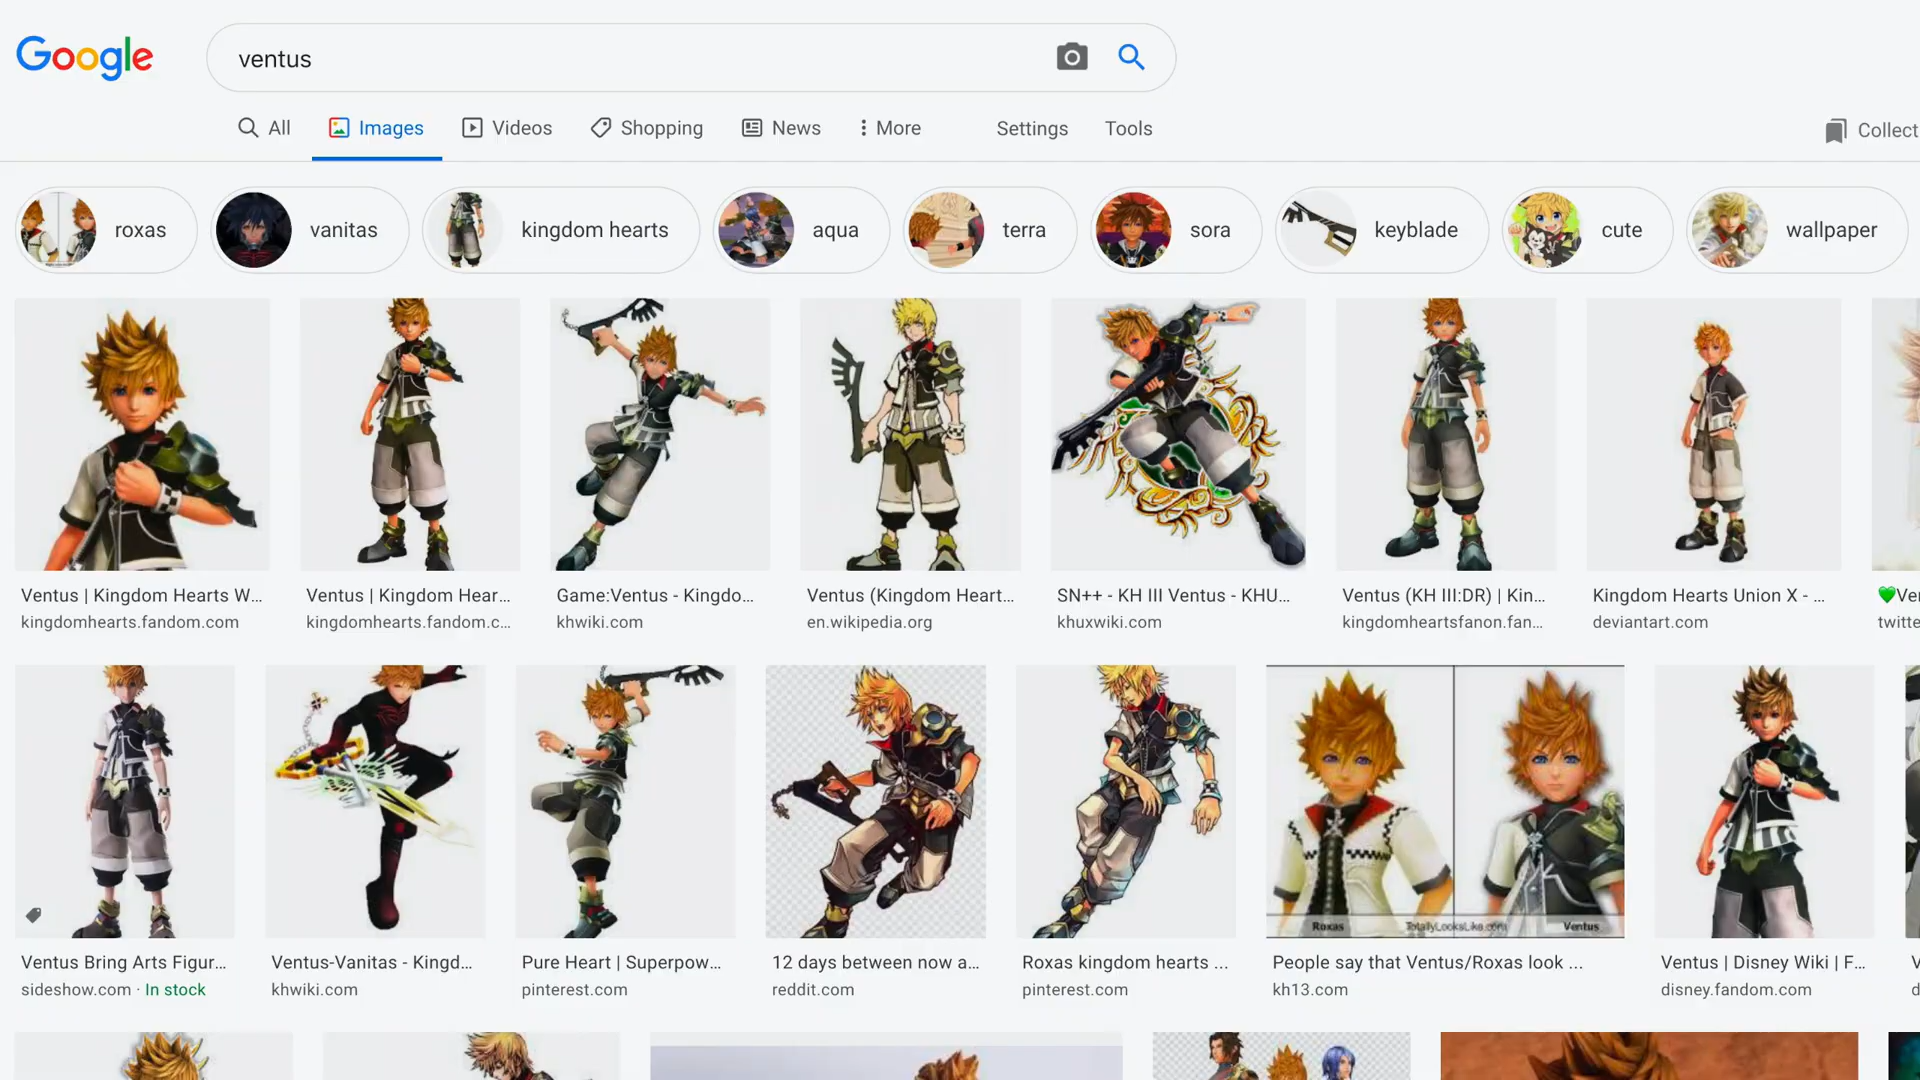 Google
ventus
All
Images
Videos
Shopping
News
More
Settings
Tools
Collect
roxas
vanitas
kingdom hearts
aqua
terra
sora
keyblade
cute
wallpaper
Ventus | Kingdom Hearts W...
kingdomhearts.fandom.com
Ventus | Kingdom Hear...
kingdomhearts.fandom.c...
Game:Ventus - Kingdo...
khwiki.com
Ventus (Kingdom Heart...
en.wikipedia.org
SN++ - KH III Ventus - KHU...
khuxwiki.com
Ventus (KH III:DR) | Kin...
kingdomheartsfanon.fan...
Kingdom Hearts Union X - ...
deviantart.com
💚Ve
twitte
Roxas
TotallyLooksLike.com
Ventus
Ventus Bring Arts Figur...
sideshow.com · In stock
Ventus-Vanitas - Kingd...
khwiki.com
Pure Heart | Superpow...
pinterest.com
12 days between now a...
reddit.com
Roxas kingdom hearts ...
pinterest.com
People say that Ventus/Roxas look ...
kh13.com
Ventus | Disney Wiki | F...
disney.fandom.com